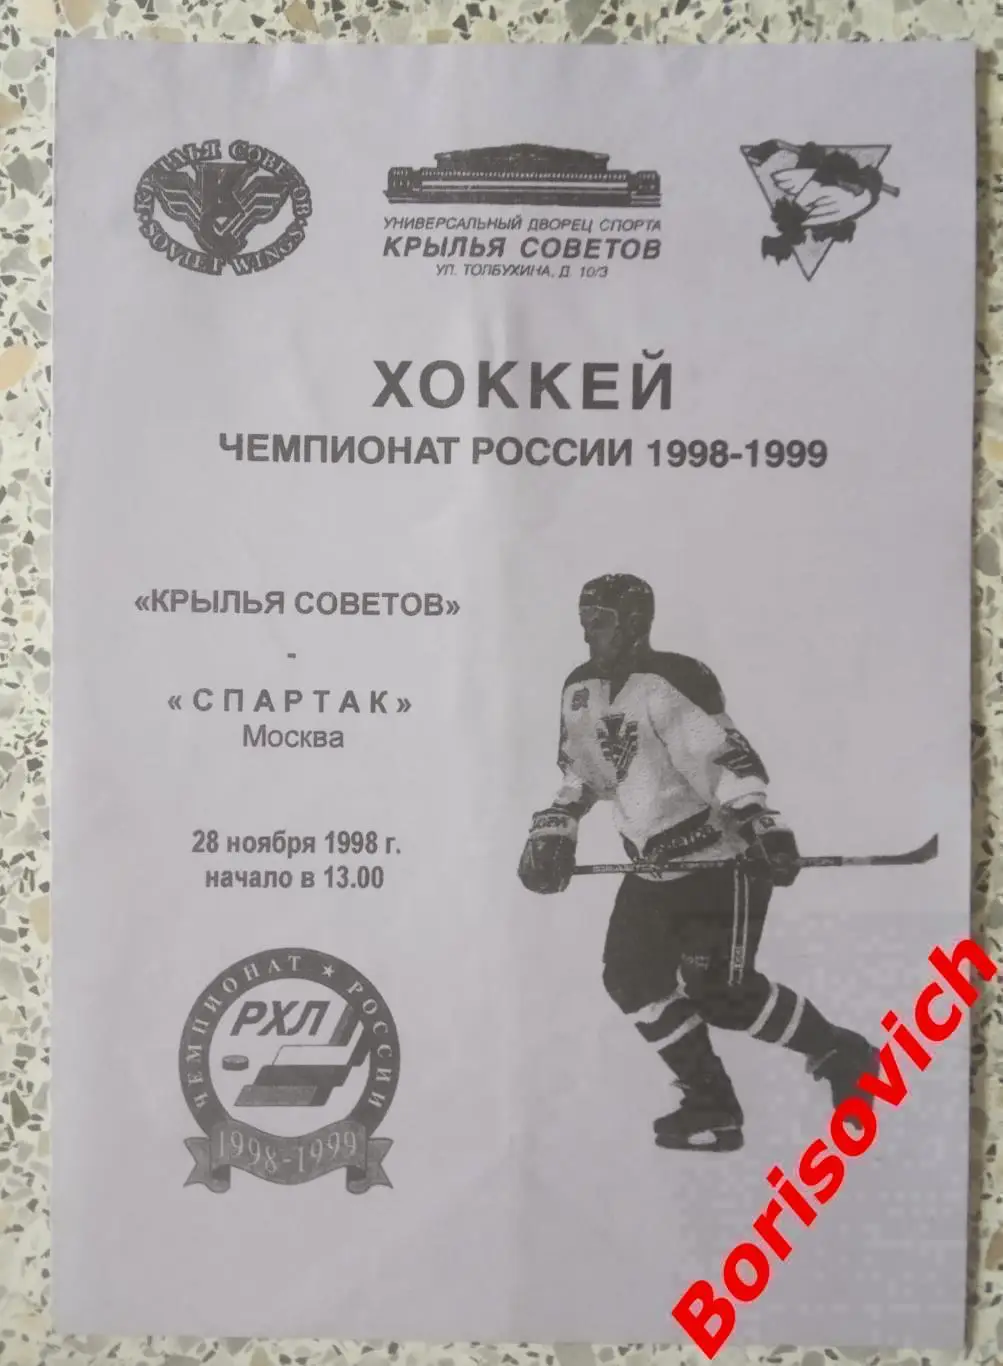 КРЫЛЬЯ СОВЕТОВ
SOVIET WINGS
УНИВЕРСАЛЬНЫЙ ДВОРЕЦ СПОРТА
КРЫЛЬЯ СОВЕТОВ
УЛ. ТОЛБУХИНА, Д. 10/3
ХОККЕЙ
ЧЕМПИОНАТ РОССИИ 1998-1999
«КРЫЛЬЯ СОВЕТОВ»
-
«СПАРТАК»
Москва
28 ноября 1998 г.
начало в 13.00
ЧЕМПИОНАТ ★ РОССИИ
РХЛ
1998-1999
Borisovich